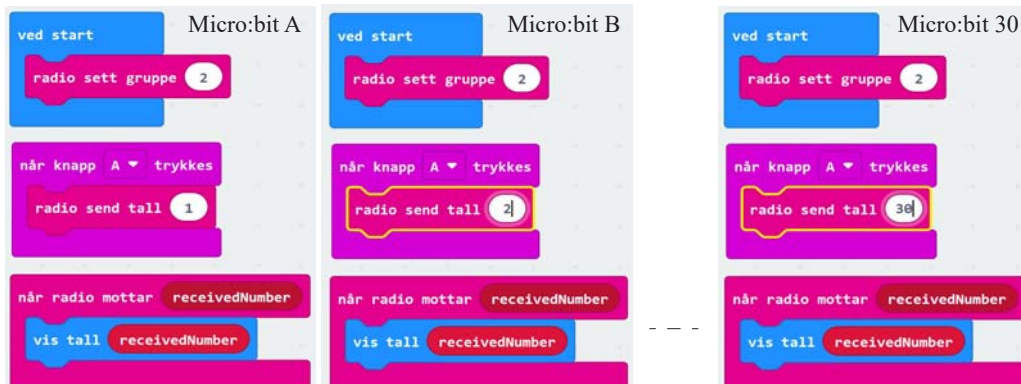 Micro:bit A
ved start
radio sett gruppe 2
når knapp A trykkes
radio send tall 1
når radio mottar receivedNumber
vis tall receivedNumber
Micro:bit B
ved start
radio sett gruppe 2
når knapp A trykkes
radio send tall 2
når radio mottar receivedNumber
vis tall receivedNumber
Micro:bit 30
ved start
radio sett gruppe 2
når knapp A trykkes
radio send tall 30
når radio mottar receivedNumber
vis tall receivedNumber